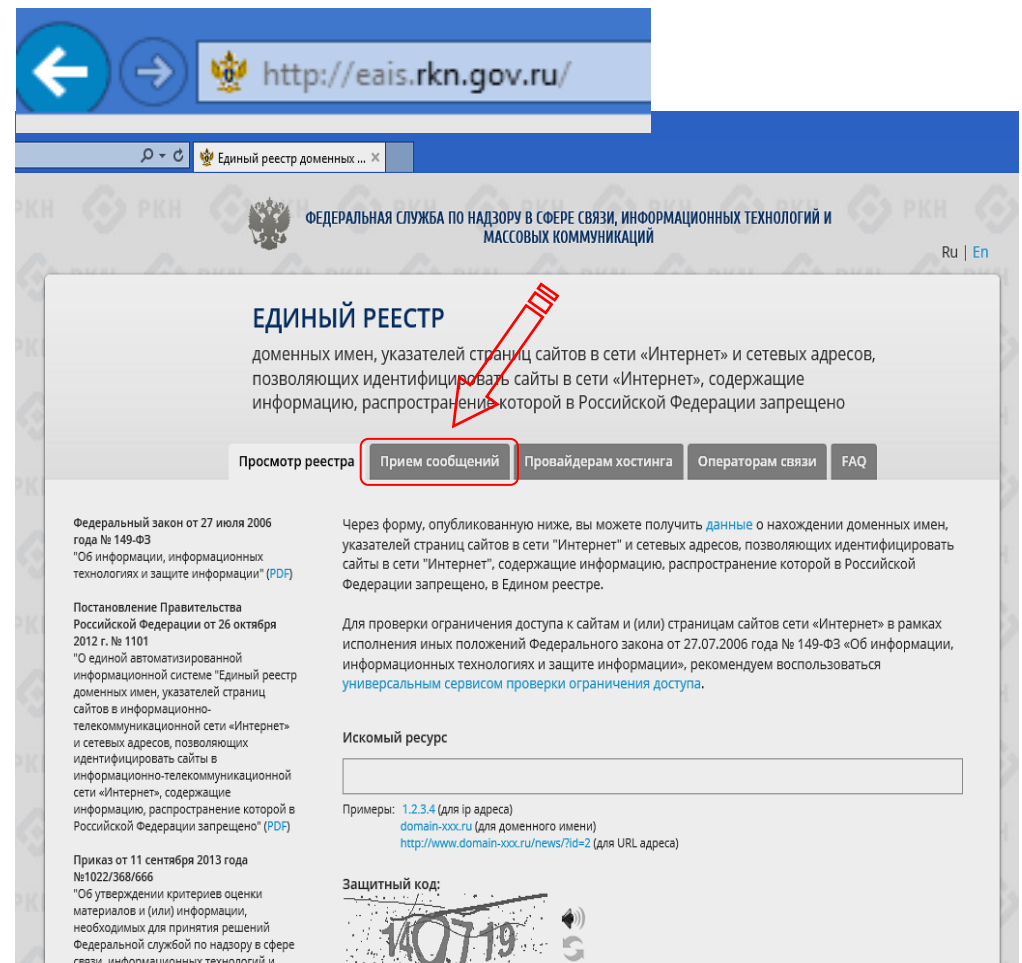 http://eais.rkn.gov.ru/
Единый реестр доменных ...
ФЕДЕРАЛЬНАЯ СЛУЖБА ПО НАДЗОРУ В СФЕРЕ СВЯЗИ, ИНФОРМАЦИОННЫХ ТЕХНОЛОГИЙ И
МАССОВЫХ КОММУНИКАЦИЙ
Ru | En
ЕДИНЫЙ РЕЕСТР
доменных имен, указателей страниц сайтов в сети «Интернет» и сетевых адресов,
позволяющих идентифицировать сайты в сети «Интернет», содержащие
информацию, распространение которой в Российской Федерации запрещено
Просмотр реестра Прием сообщений Провайдерам хостинга Операторам связи FAQ
Федеральный закон от 27 июля 2006
года № 149-ФЗ
"Об информации, информационных
технологиях и защите информации" (PDF)
Постановление Правительства
Российской Федерации от 26 октября
2012 г. № 1101
"О единой автоматизированной
информационной системе "Единый реестр
доменных имен, указателей страниц
сайтов в информационно-
телекоммуникационной сети «Интернет»
и сетевых адресов, позволяющих
идентифицировать сайты в
информационно-телекоммуникационной
сети «Интернет», содержащие
информацию, распространение которой в
Российской Федерации запрещено" (PDF)
Приказ от 11 сентября 2013 года
№1022/368/666
"Об утверждении критериев оценки
материалов и (или) информации,
необходимых для принятия решений
Федеральной службой по надзору в сфере
связи, информационных технологий и
Через форму, опубликованную ниже, вы можете получить данные о нахождении доменных имен,
указателей страниц сайтов в сети "Интернет" и сетевых адресов, позволяющих идентифицировать
сайты в сети "Интернет", содержащие информацию, распространение которой в Российской
Федерации запрещено, в Едином реестре.
Для проверки ограничения доступа к сайтам и (или) страницам сайтов сети «Интернет» в рамках
исполнения иных положений Федерального закона от 27.07.2006 года № 149-ФЗ «Об информации,
информационных технологиях и защите информации», рекомендуем воспользоваться
универсальным сервисом проверки ограничения доступа.
Искомый ресурс
Примеры: 1.2.3.4 (для ip адреса)
domain-xxx.ru (для доменного имени)
http://www.domain-xxx.ru/news/?id=2 (для URL адреса)
Защитный код: